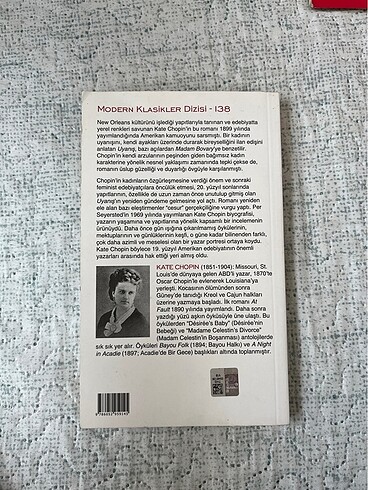 MODERN KLASİKLER DİZİSİ - 138
New Orleans kültürünü işlediği yapıtlarıyla tanınan ve edebiyatta
yerel renkleri savunan Kate Chopin'in bu romanı 1899 yılında
yayımlandığında Amerikan kamuoyunu sarsmıştı. Bir kadının
uyanışını, kendi ayakları üzerinde durarak bireyselliğini ilan edişini
anlatan Uyanış, bazı açılardan Madam Bovary'ye benzetilir.
Chopin'in kendi arzularının peşinden giden bağımsız kadın
karakterine yönelik nesnel yaklaşımı zamanında tepki çekse de,
romanın üslup güzelliği ve duyarlığı övgüyle karşılanmıştı.
Chopin'in kadınların özgürleşmesine verdiği önem ve sonraki
feminist edebiyatçılara öncülük etmesi, 20. yüzyıl sonlarında
yapıtlarının, özellikle de uzun zaman önce unutulup gitmiş olan
Uyanış'ın yeniden gündeme gelmesine yol açtı. Romanı yeniden
ele alan bazı eleştirmenler "cesur" gerçekçiliğine vurgu yaptı. Per
Seyersted'in 1969 yılında yayımlanan Kate Chopin biyografisi,
yazarın yaşamına ve yapıtlarına yönelik kapsamlı bir incelemenin
ürünüydü. Daha önce gün ışığına çıkarılmamış öykülerinin,
mektuplarının ve günlüklerinin keşfi, o güne kadar bilinenden farklı,
çok daha azimli ve meselesi olan bir yazar portresi ortaya koydu.
Kate Chopin böylece 19. yüzyıl Amerikan edebiyatının önemli
yazarları arasında hak ettiği yeri almış oldu.
KATE CHOPIN (1851-1904): Missouri, St.
Louis'de dünyaya gelen ABD'li yazar, 1870'te
Oscar Chopin'le evlenerek Louisiana'ya
yerleşti. Kocasının ölümünden sonra
Güney'de tanıdığı Kreol ve Cajun halkları
üzerine yazmaya başladı. İlk romanı At
Fault 1890 yılında yayımlandı. Daha sonra
yazdığı yüzü aşkın öyküsüyle üne ulaştı. Bu
öykülerden "Désirée's Baby" (Désirée'nin
Bebeği) ve "Madame Celestin's Divorce"
(Madam Celestin'in Boşanması) antolojilerde
sık sık yer alır. Öyküleri Bayou Folk (1894; Bayou Halkı) ve A Night
in Acadie (1897; Acadie'de Bir Gece) başlıkları altında toplanmıştır.